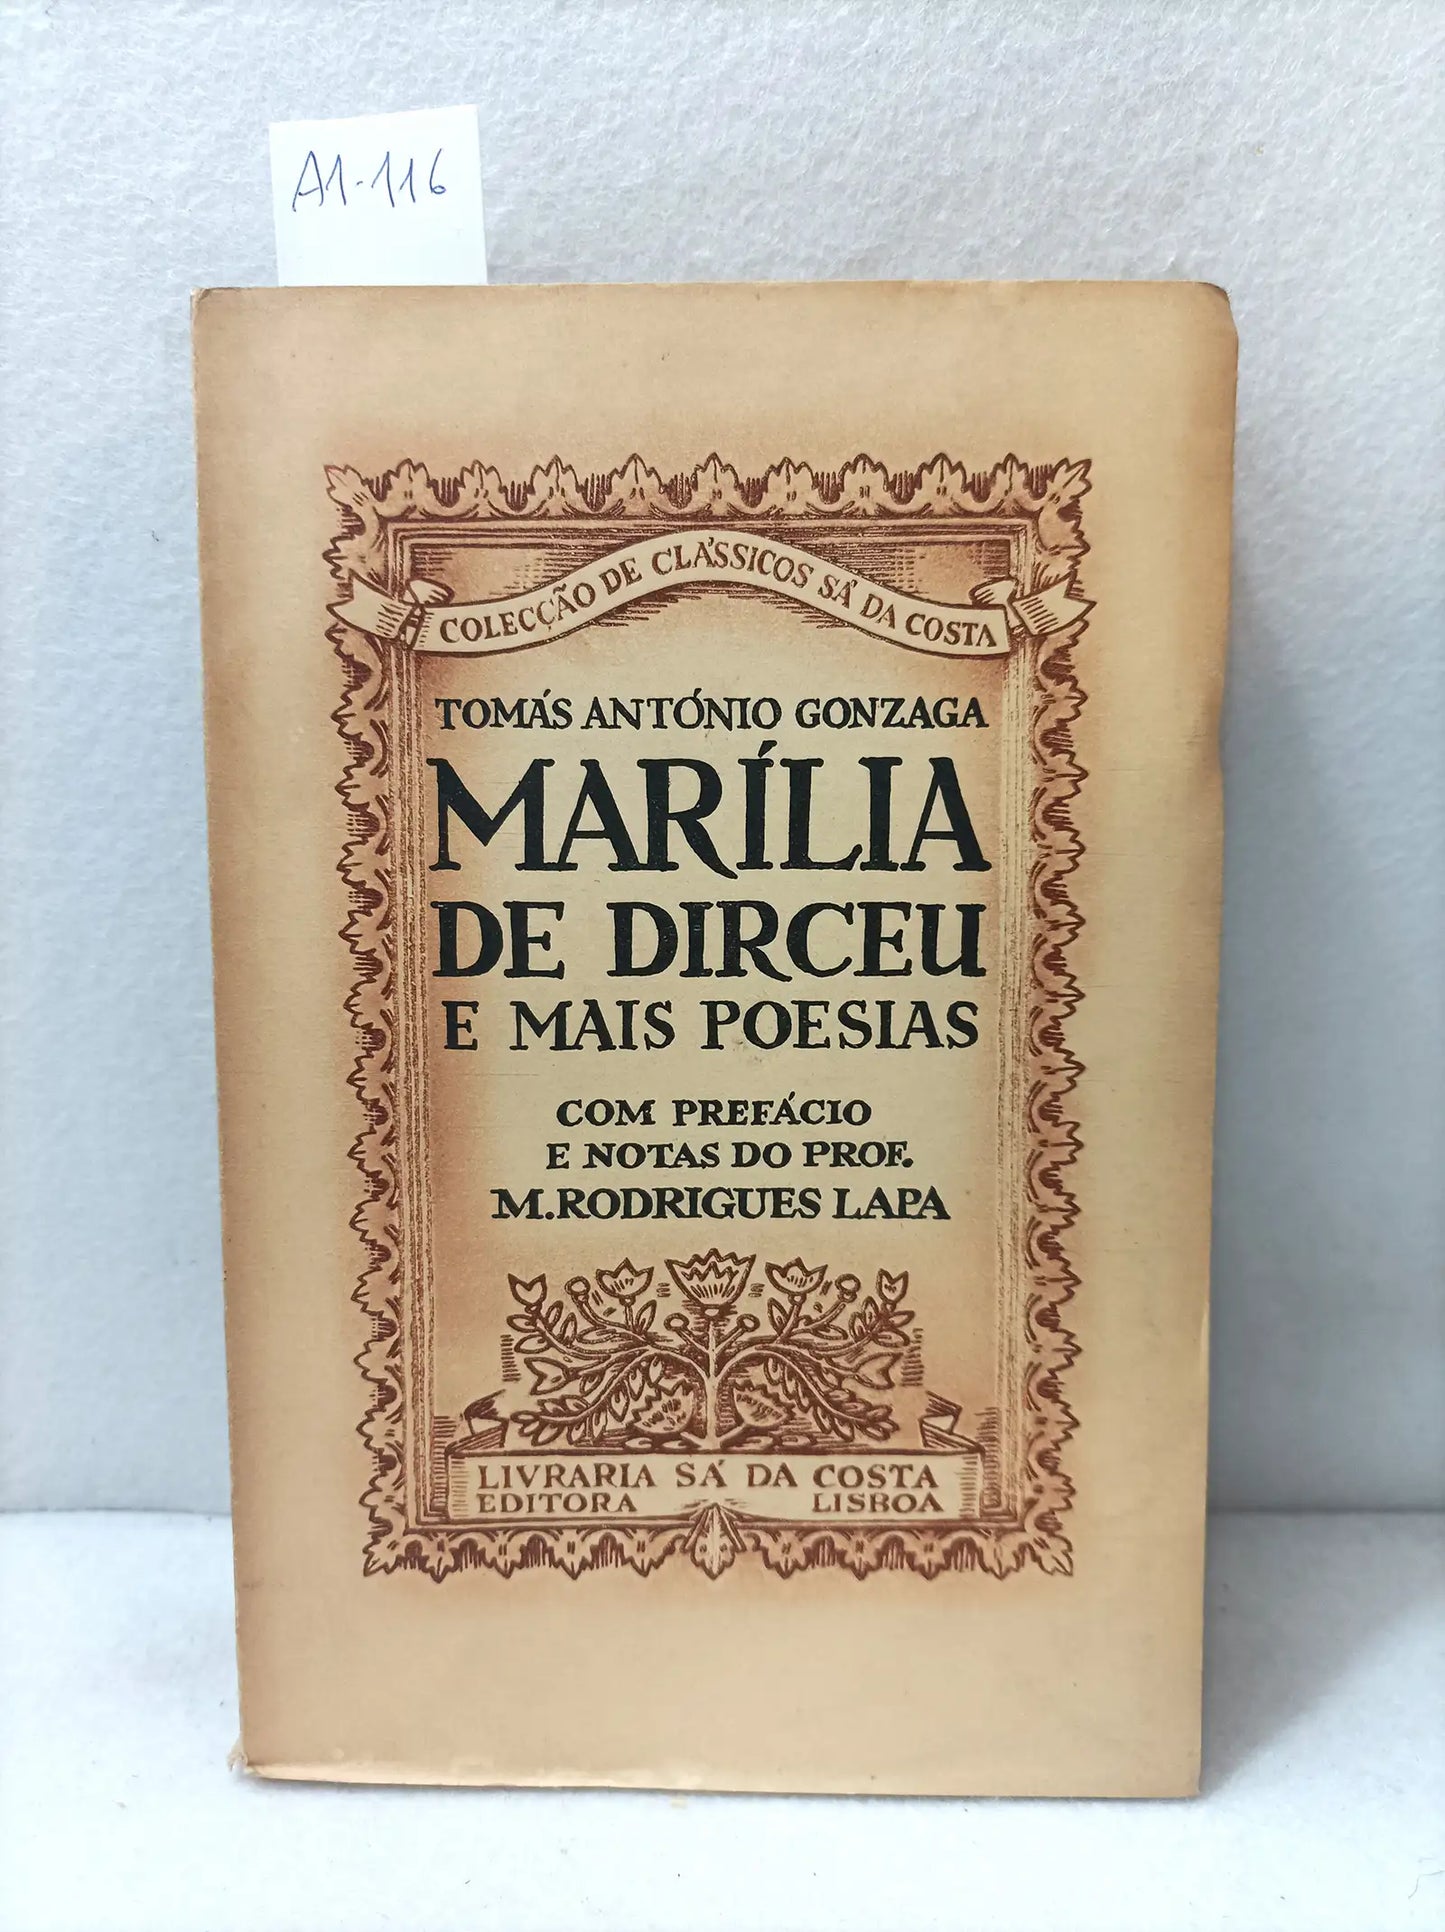 A1-116
COLECÇÃO DE CLÁSSICOS SÁ DA COSTA
TOMÁS ANTÓNIO GONZAGA
MARÍLIA
DE DIRCEU
E MAIS POESIAS
COM PREFÁCIO
E NOTAS DO PROF.
M. RODRIGUES LAPA
LIVRARIA SÁ DA COSTA
EDITORA LISBOA